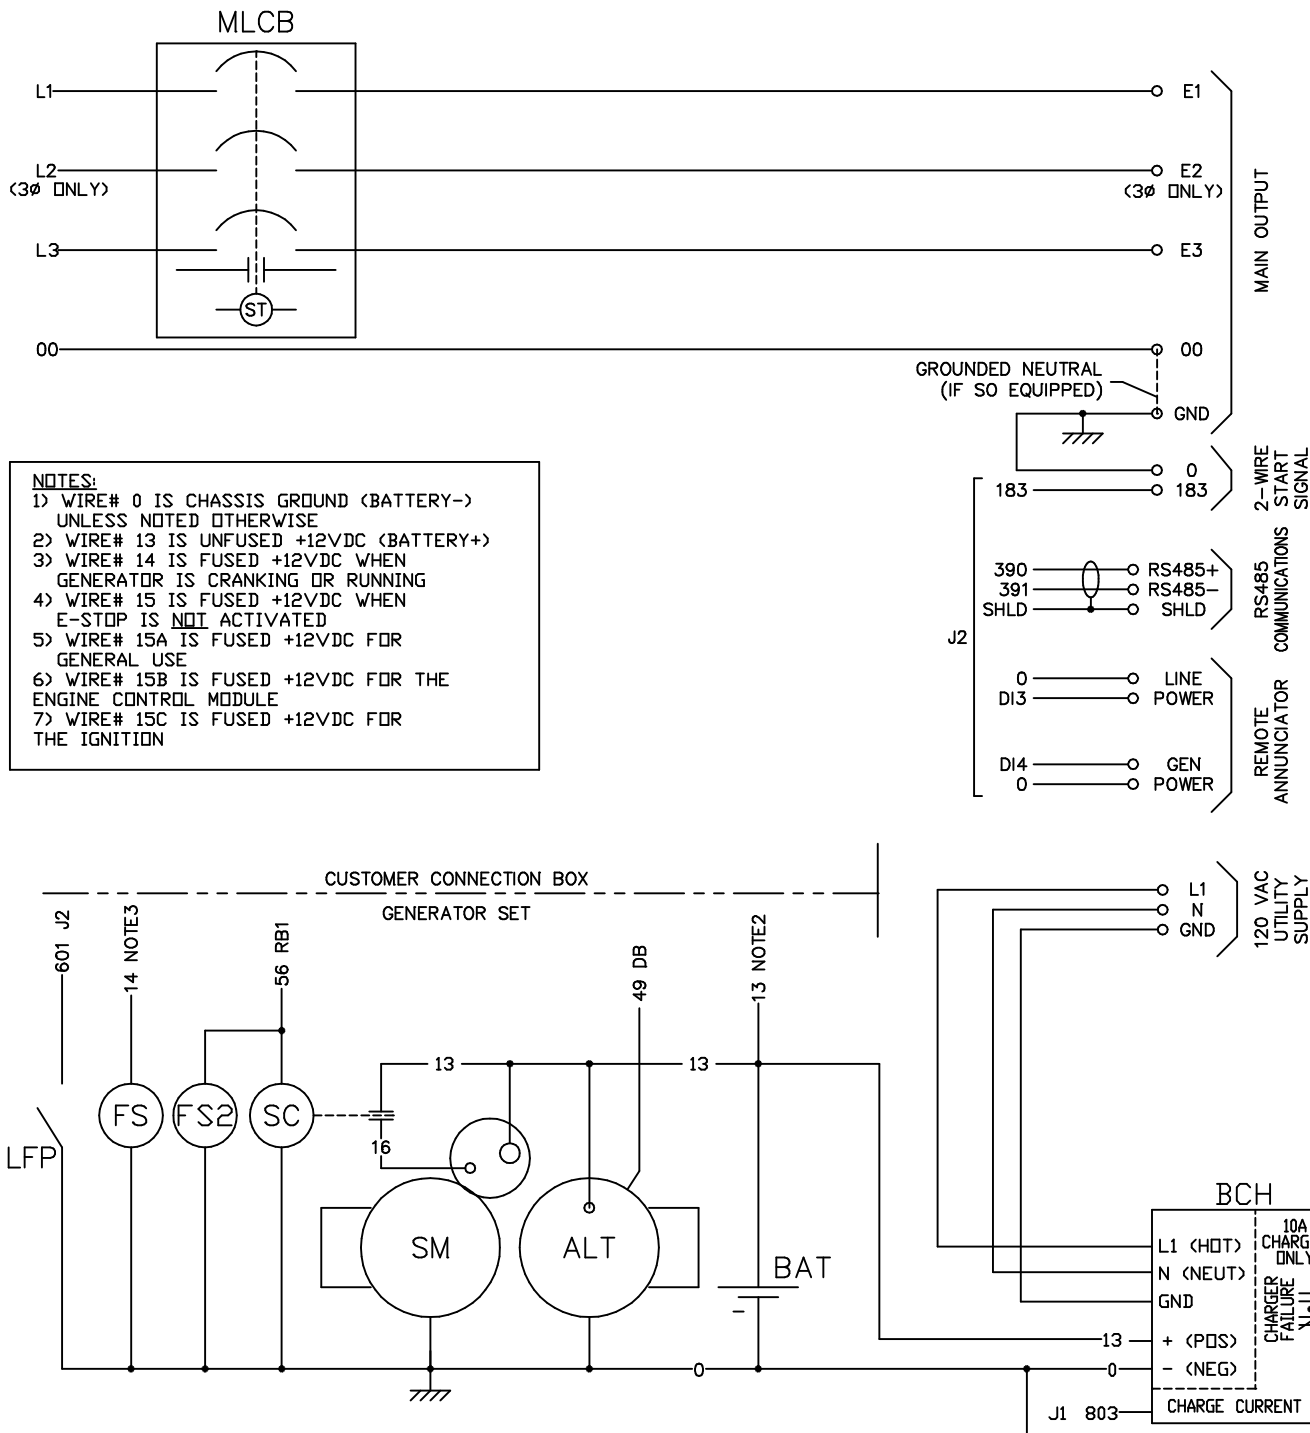 MLCB
L1
E1
L2
(3Ø ONLY)
E2
(3Ø ONLY)
L3
E3
ST
MAIN OUTPUT
00
00
GROUNDED NEUTRAL
(IF SO EQUIPPED)
GND
NOTES:
1) WIRE# 0 IS CHASSIS GROUND (BATTERY-)
UNLESS NOTED OTHERWISE
2) WIRE# 13 IS UNFUSED +12VDC (BATTERY+)
3) WIRE# 14 IS FUSED +12VDC WHEN
GENERATOR IS CRANKING OR RUNNING
4) WIRE# 15 IS FUSED +12VDC WHEN
E-STOP IS NOT ACTIVATED
5) WIRE# 15A IS FUSED +12VDC FOR
GENERAL USE
6) WIRE# 15B IS FUSED +12VDC FOR THE
ENGINE CONTROL MODULE
7) WIRE# 15C IS FUSED +12VDC FOR
THE IGNITION
0
183
183
2-WIRE
START
SIGNAL
J2
390
RS485+
391
RS485-
SHLD
SHLD
RS485
COMMUNICATIONS
0
LINE
DI3
POWER
DI4
GEN
0
POWER
REMOTE
ANNUNCIATOR
CUSTOMER CONNECTION BOX
GENERATOR SET
L1
N
GND
120 VAC
UTILITY
SUPPLY
601 J2
14 NOTE3
56 RB1
49 DB
13 NOTE2
13
13
LFP
FS
FS2
SC
16
SM
ALT
BAT
-
0
BCH
L1 (HOT)
N (NEUT)
GND
13
+ (POS)
0
- (NEG)
10A
CHARG
ONLY
CHARGER
FAILURE
J1 803
CHARGE CURRENT